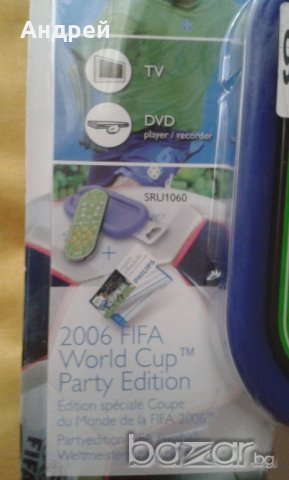 Андрей
TV
DVD
player / recorder
SRU1060
PHILIPS
2006 FIFA
World Cup™
Party Edition
Édition spéciale Coupe
du Monde de la FIFA 2006™
Weltmeister
FIFA
bazar.bg